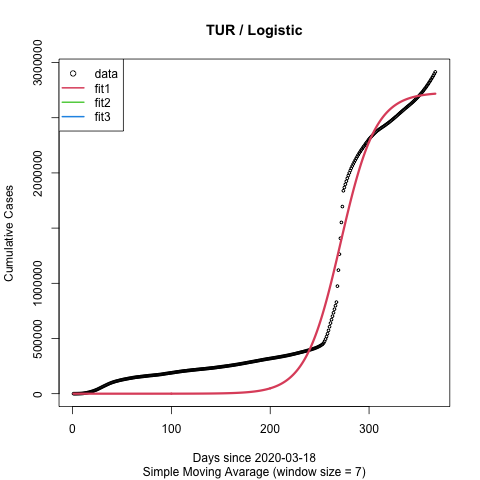 TUR / Logistic
3000000
2000000
1000000
500000
0
Cumulative Cases
data
fit1
fit2
fit3
0 100 200 300
Days since 2020-03-18
Simple Moving Avarage (window size = 7)